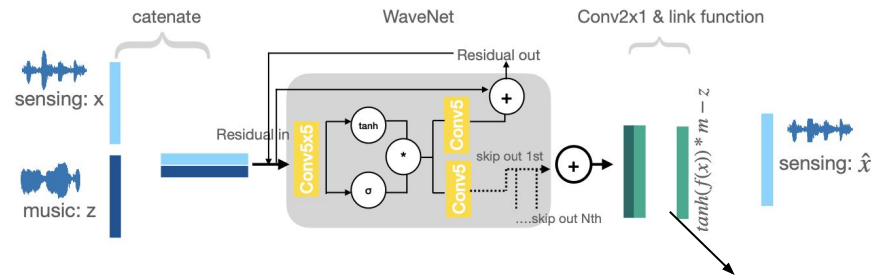 catenate
WaveNet
Conv2x1 & link function
Residual out
sensing: x
Residual in
Conv5x5
tanh
σ
*
Conv5
Conv5
+
skip out 1st
....skip out Nth
+
tanh(f(x)) * m − z
sensing: x̂
music: z